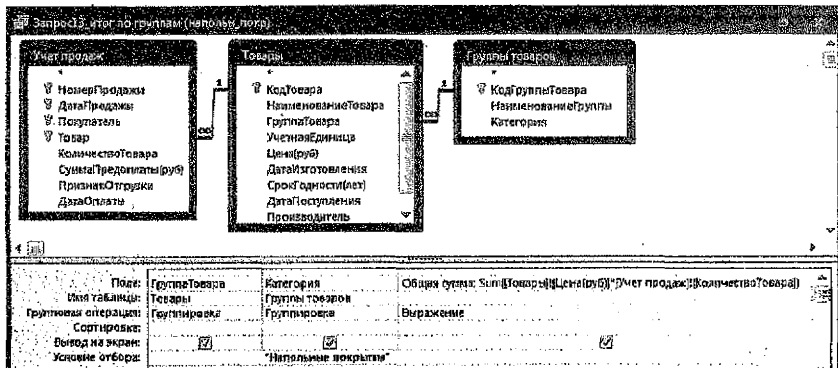 Запрос13_итог по группам (напольн_покр)
Учет продаж
*
НомерПродажи
ДатаПродажи
Покупатель
Товар
КоличествоТовара
СуммаПредоплаты(руб)
ПризнакОтгрузки
ДатаОплаты
Товары
*
КодТовара
НаименованиеТовара
ГруппаТовара
УчетнаяЕдиница
Цена(руб)
ДатаИзготовления
СрокГодности(лет)
ДатаПоступления
Производитель
Группы товаров
*
КодГруппыТовара
НаименованиеГруппы
Категория
1
∞
1
∞
Поле: ГруппаТовара Категория Общая сумма: Sum([Товары]![Цена(руб)]*[Учет продаж]![КоличествоТовара])
Имя таблицы: Товары Группы товаров
Групповая операция: Группировка Группировка Выражение
Сортировка:
Вывод на экран:
Условие отбора: "Напольные покрытия"